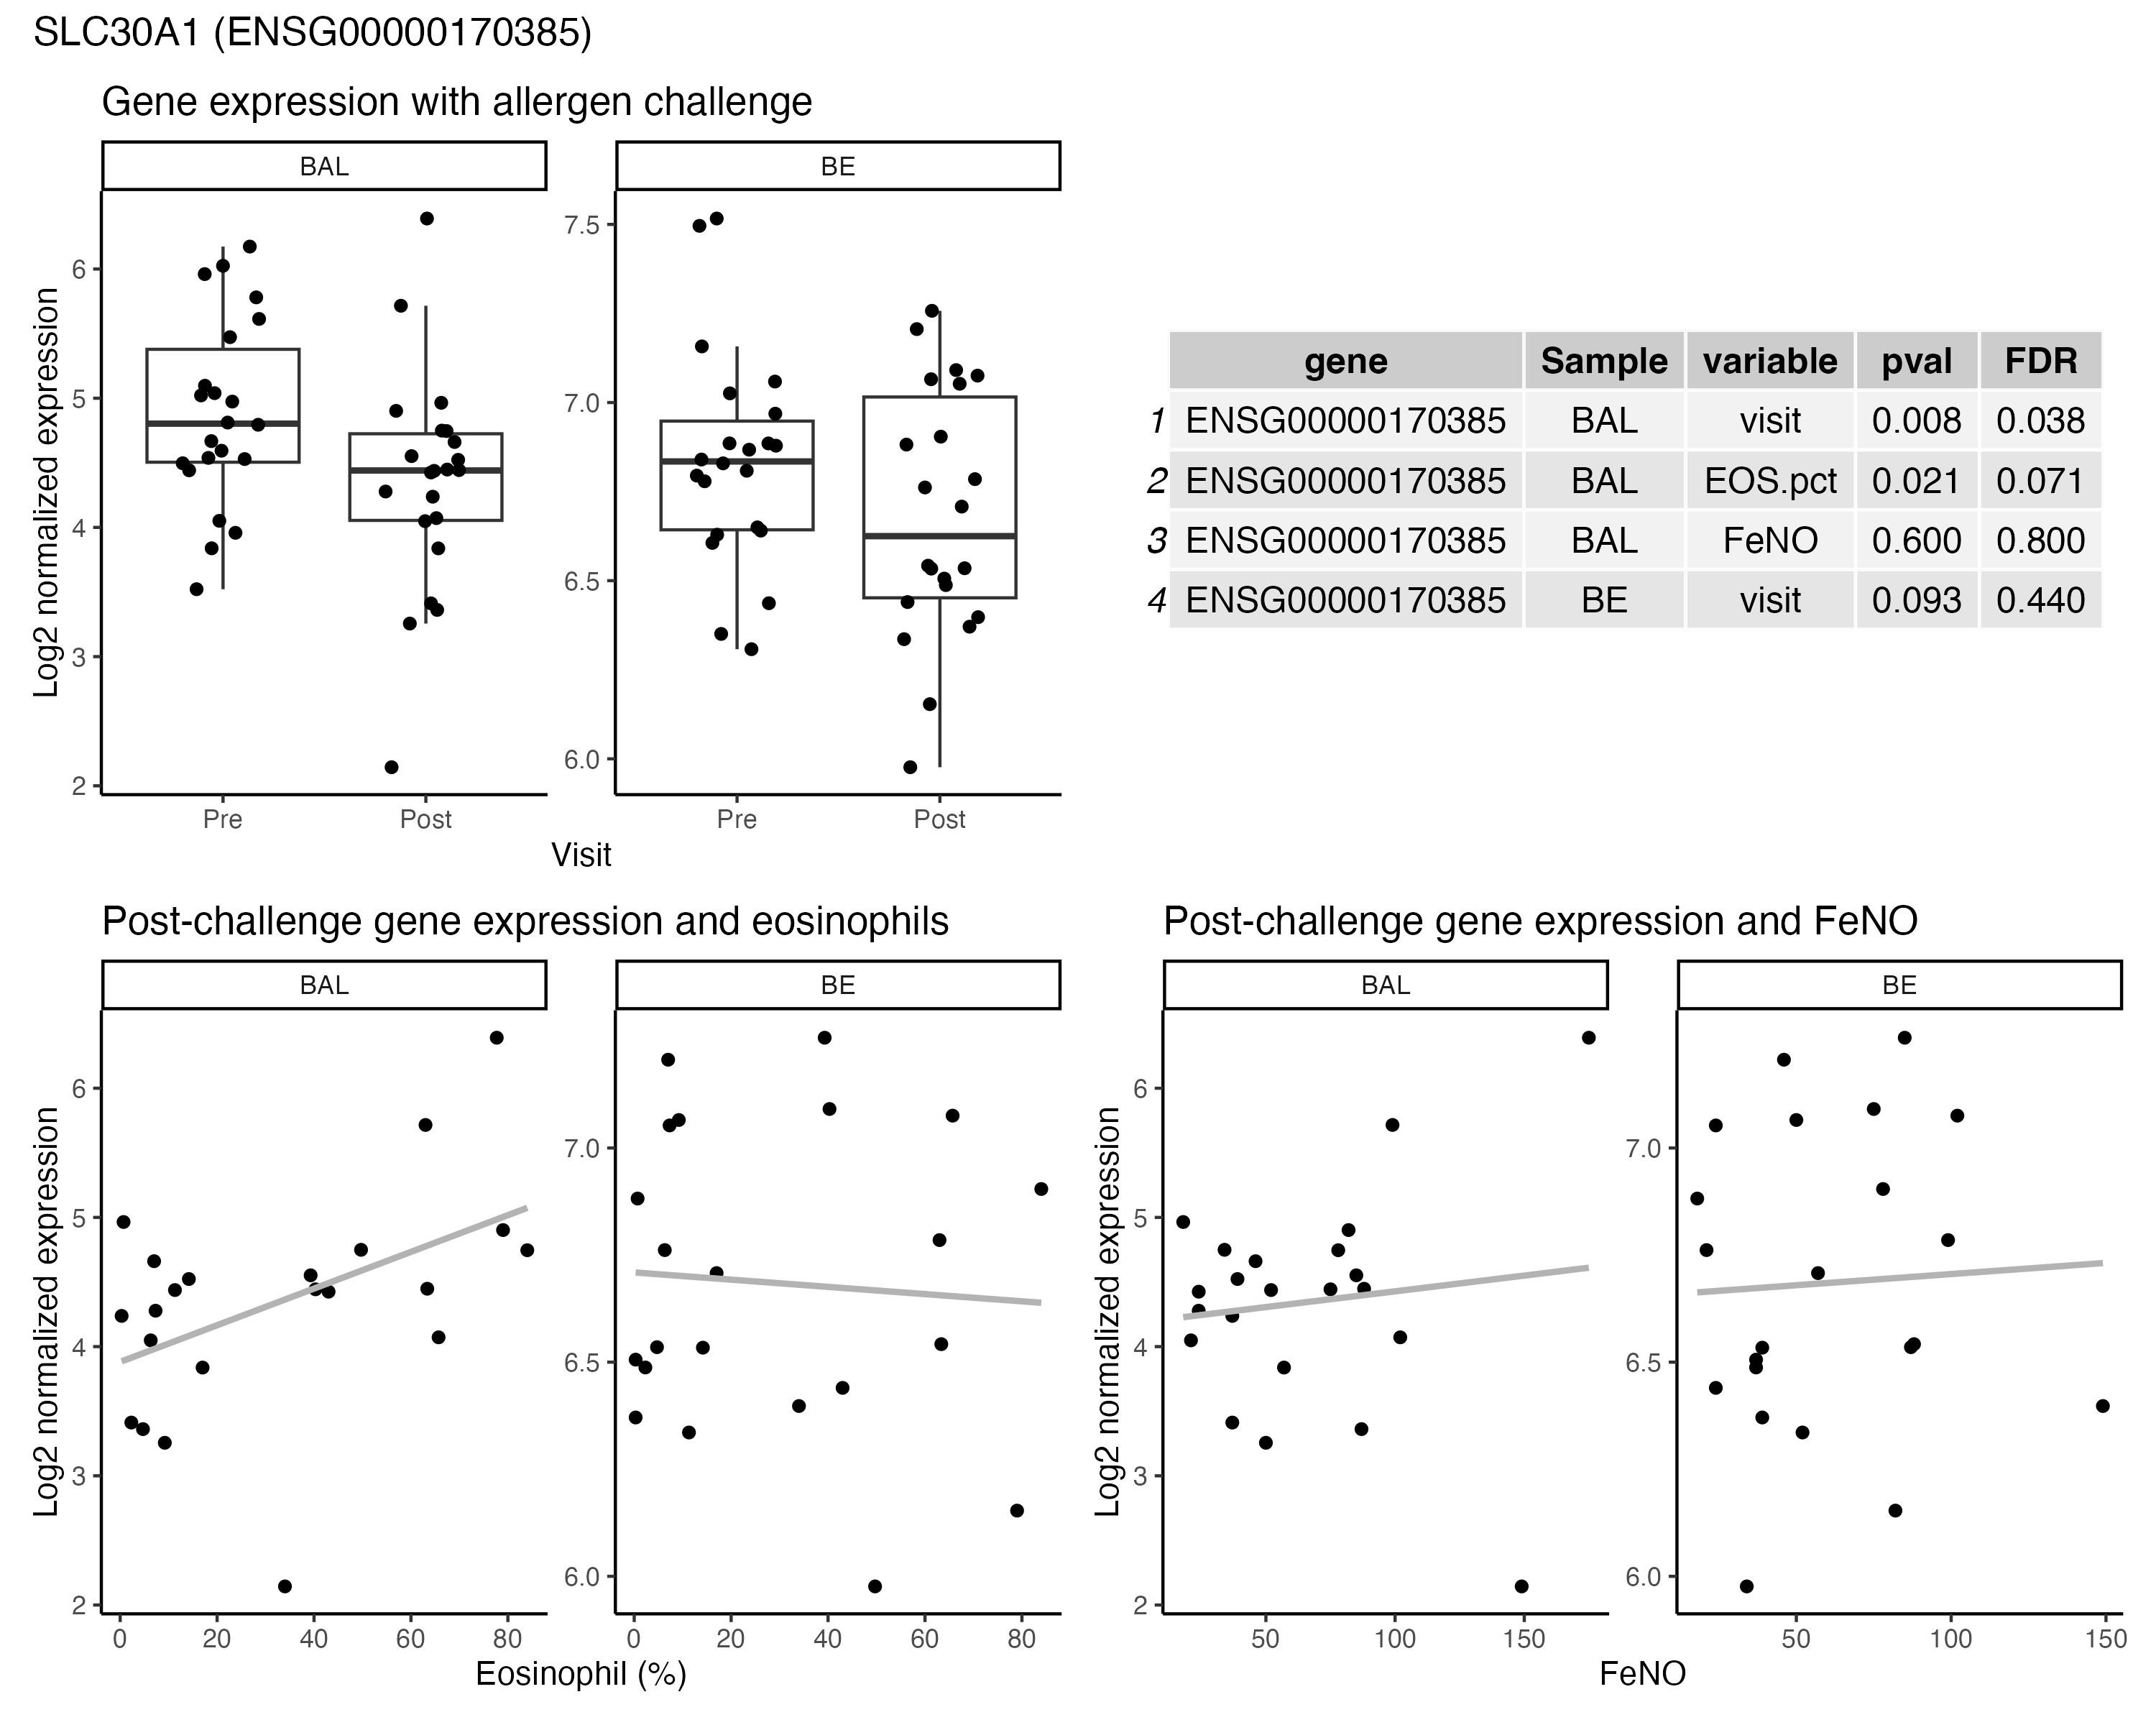 SLC30A1 (ENSG00000170385)
Gene expression with allergen challenge
BAL
BE
Log2 normalized expression
6
5
4
3
2
7.5
7.0
6.5
6.0
Pre
Post
Pre
Post
Visit
gene Sample variable pval FDR
1 ENSG00000170385 BAL visit 0.008 0.038
2 ENSG00000170385 BAL EOS.pct 0.021 0.071
3 ENSG00000170385 BAL FeNO 0.600 0.800
4 ENSG00000170385 BE visit 0.093 0.440
Post-challenge gene expression and eosinophils
BAL
BE
Log2 normalized expression
6
5
4
3
2
7.0
6.5
6.0
0 20 40 60 80
0 20 40 60 80
Eosinophil (%)
Post-challenge gene expression and FeNO
BAL
BE
Log2 normalized expression
6
5
4
3
2
7.0
6.5
6.0
50 100 150
50 100 150
FeNO